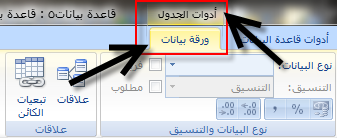 أدوات الجدول
قاعدة بيانات٥ : قاعدة بيانا
ورقة بيانات
أدوات قاعدة
نوع البيانات:
التنسيق:
التنسيق
مطلوب
علاقات
تبعيات الكائن
نوع البيانات والتنسيق
علاقات